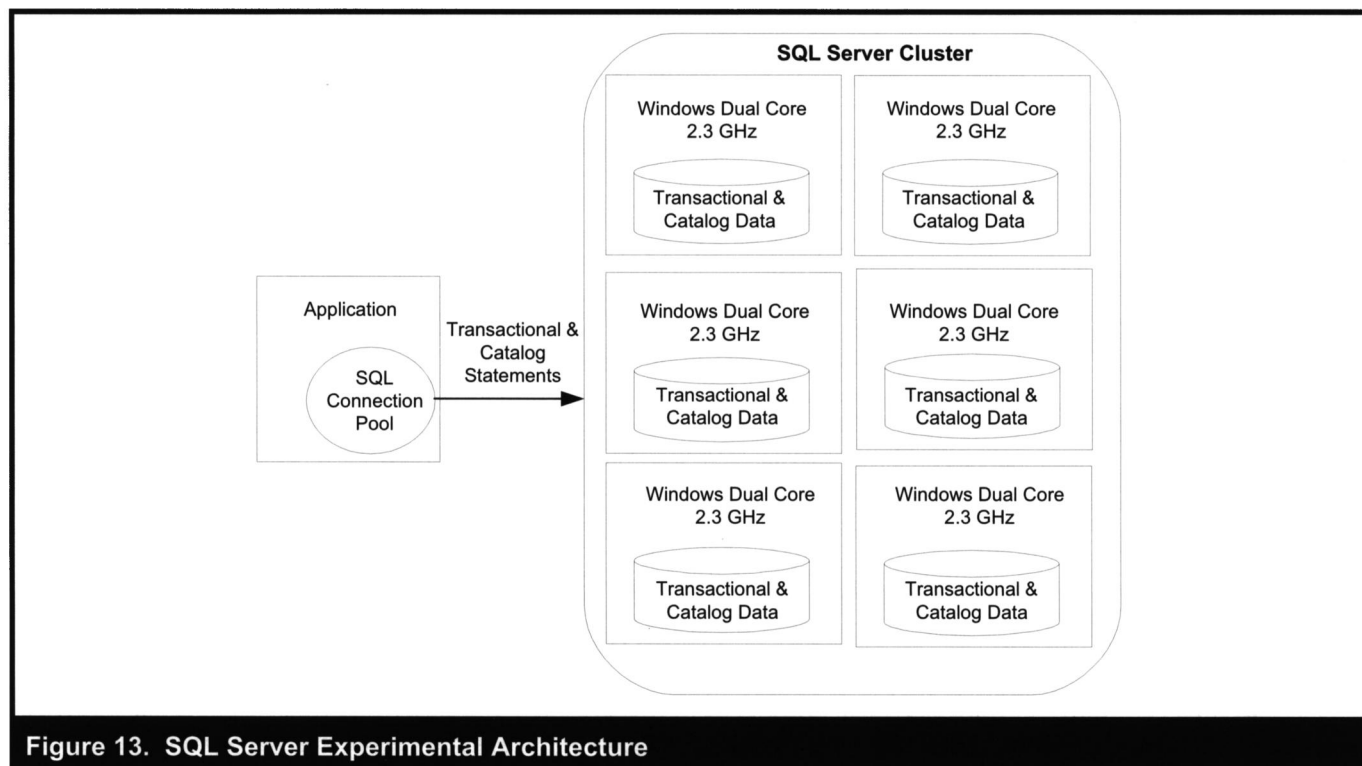 SQL Server Cluster
Windows Dual Core
2.3 GHz
Transactional &
Catalog Data
Windows Dual Core
2.3 GHz
Transactional &
Catalog Data
Application
SQL
Connection
Pool
Transactional &
Catalog
Statements
Windows Dual Core
2.3 GHz
Transactional &
Catalog Data
Windows Dual Core
2.3 GHz
Transactional &
Catalog Data
Windows Dual Core
2.3 GHz
Transactional &
Catalog Data
Windows Dual Core
2.3 GHz
Transactional &
Catalog Data
Figure 13. SQL Server Experimental Architecture